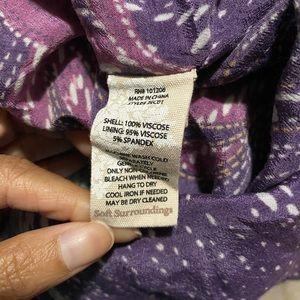 RN# 101206
MADE IN CHINA
SHELL: 100% VISCOSE
LINING: 95% VISCOSE
5% SPANDEX
WASH COLD
SEPARATELY
ONLY NON-CHLORINE
BLEACH WHEN NEEDED
HANG TO DRY
COOL IRON IF NEEDED
MAY BE DRY CLEANED
Soft Surroundings